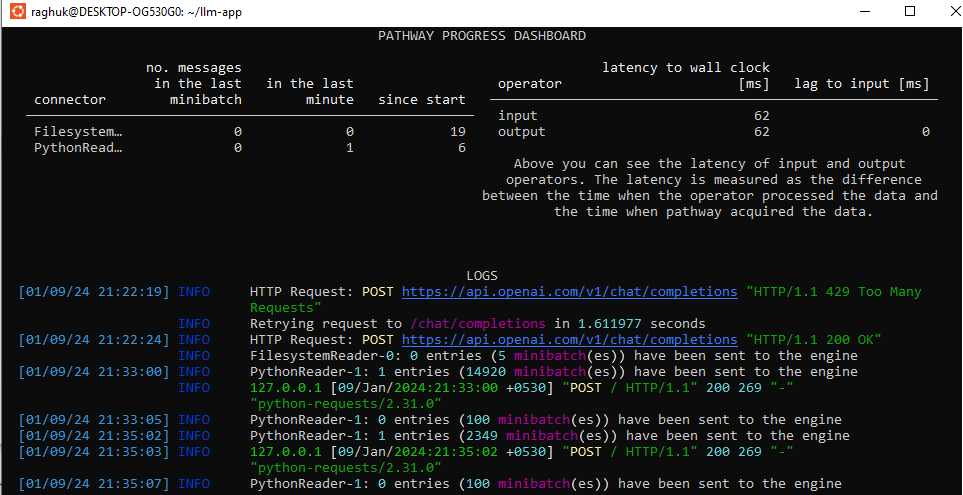 raghuk@DESKTOP-OG530G0: ~/llm-app
PATHWAY PROGRESS DASHBOARD
no. messages
in the last in the last
connector minibatch minute since start
Filesystem… 0 0 19
PythonRead… 0 1 6
latency to wall clock
operator [ms] lag to input [ms]
input 62
output 62 0
Above you can see the latency of input and output
operators. The latency is measured as the difference
between the time when the operator processed the data and
the time when pathway acquired the data.
LOGS
[01/09/24 21:22:19] INFO HTTP Request: POST https://api.openai.com/v1/chat/completions "HTTP/1.1 429 Too Many
Requests"
INFO Retrying request to /chat/completions in 1.611977 seconds
[01/09/24 21:22:24] INFO HTTP Request: POST https://api.openai.com/v1/chat/completions "HTTP/1.1 200 OK"
INFO FilesystemReader-0: 0 entries (5 minibatch(es)) have been sent to the engine
[01/09/24 21:33:00] INFO PythonReader-1: 1 entries (14920 minibatch(es)) have been sent to the engine
INFO 127.0.0.1 [09/Jan/2024:21:33:00 +0530] "POST / HTTP/1.1" 200 269 "-"
"python-requests/2.31.0"
[01/09/24 21:33:05] INFO PythonReader-1: 0 entries (100 minibatch(es)) have been sent to the engine
[01/09/24 21:35:02] INFO PythonReader-1: 1 entries (2349 minibatch(es)) have been sent to the engine
[01/09/24 21:35:03] INFO 127.0.0.1 [09/Jan/2024:21:35:02 +0530] "POST / HTTP/1.1" 200 269 "-"
"python-requests/2.31.0"
[01/09/24 21:35:07] INFO PythonReader-1: 0 entries (100 minibatch(es)) have been sent to the engine